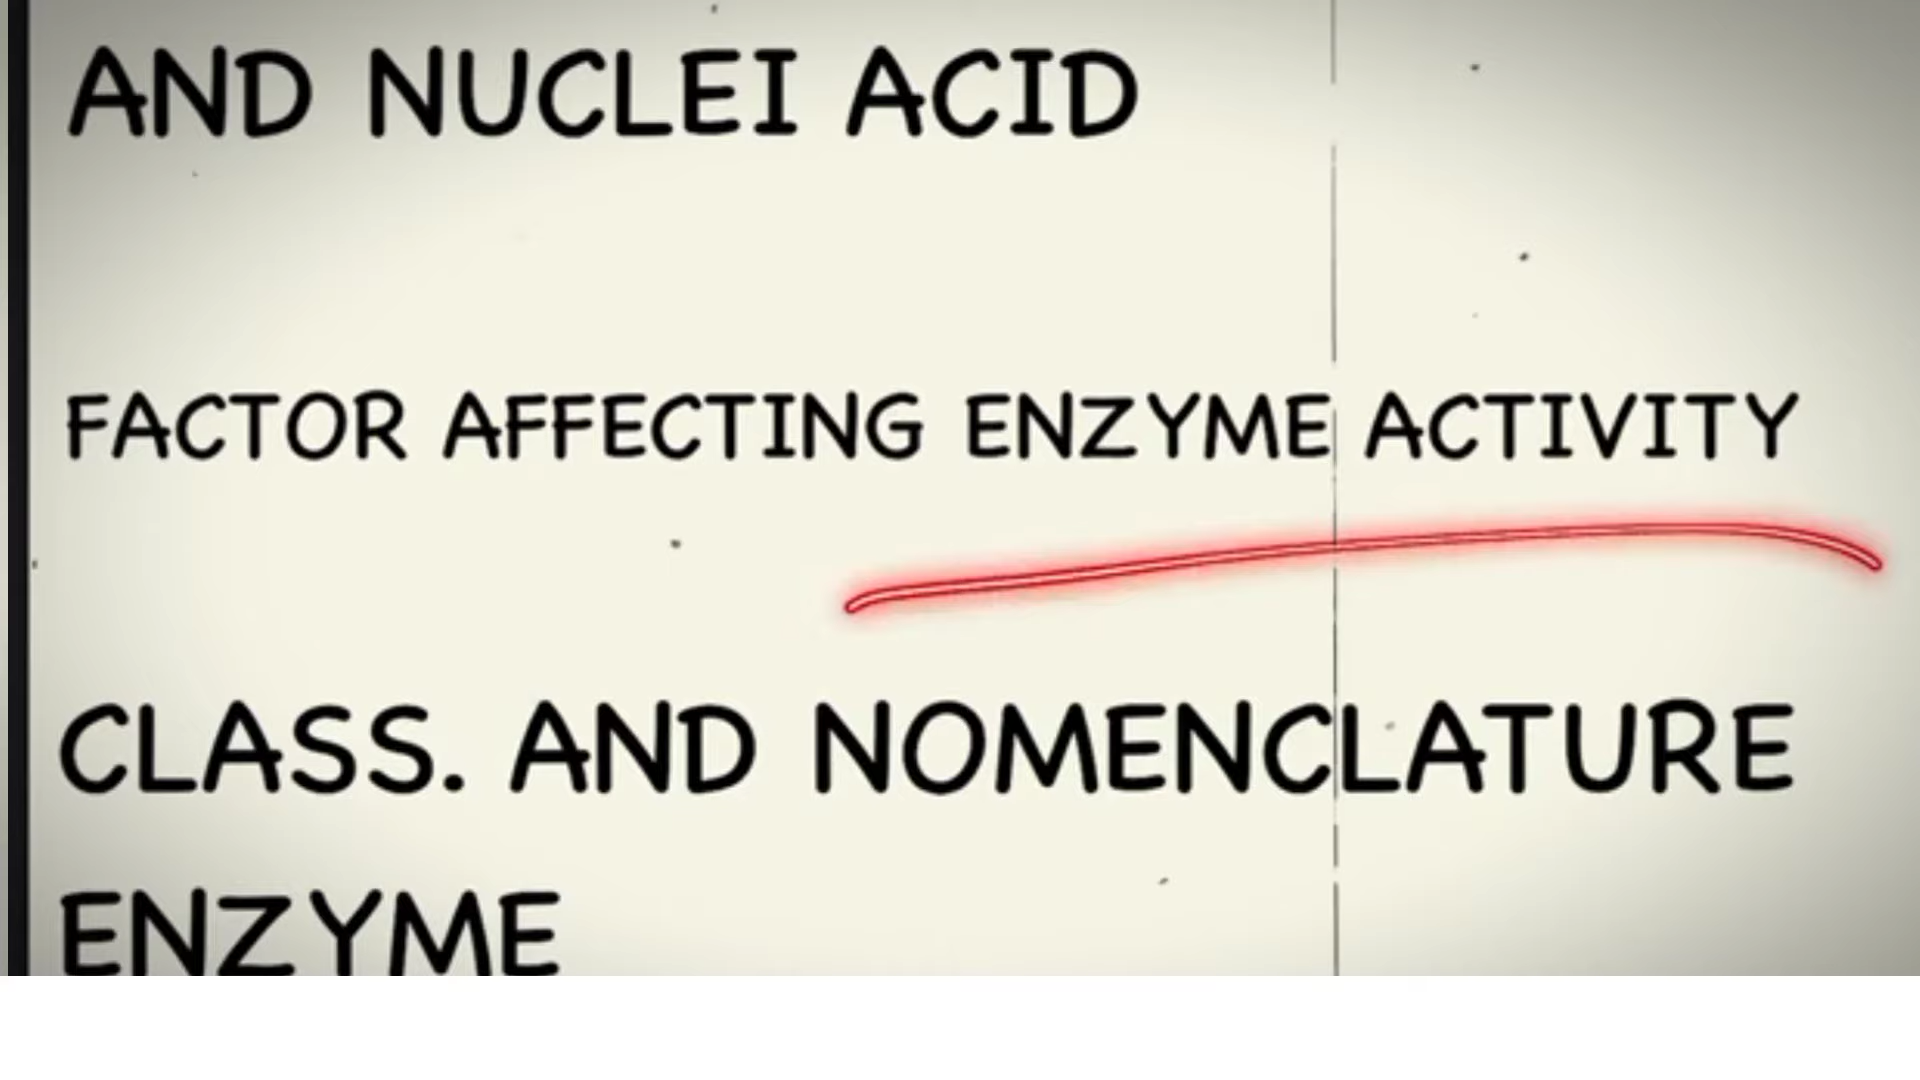 AND NUCLEI ACID
FACTOR AFFECTING ENZYME ACTIVITY
CLASS. AND NOMENCLATURE
ENZYME